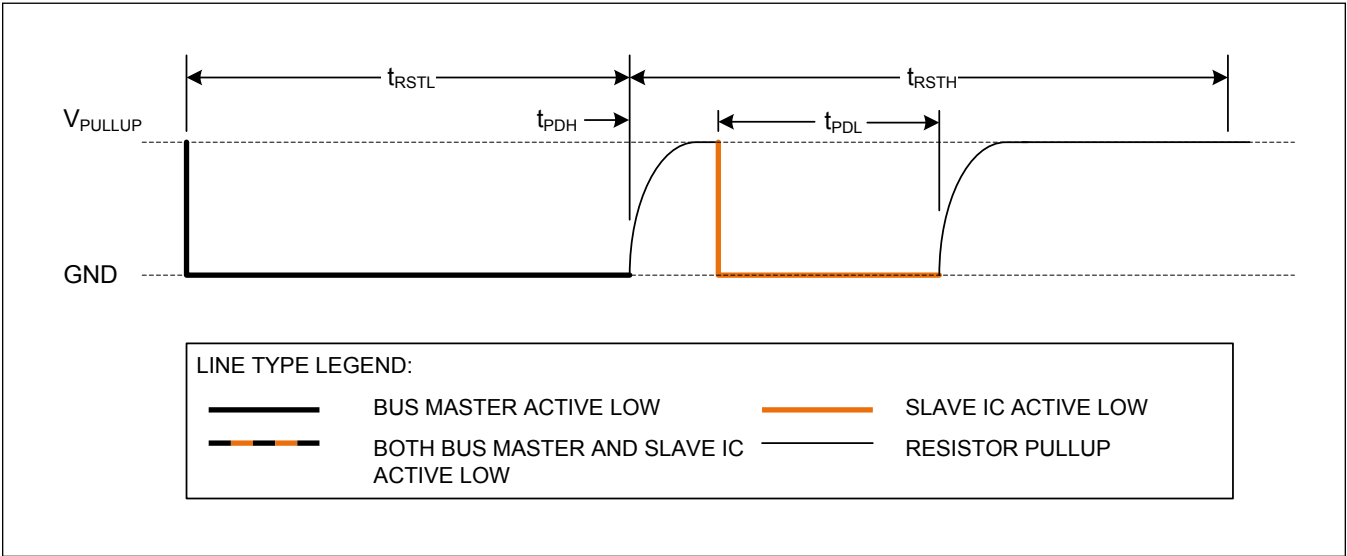 tRSTL
tRSTH
VPULLUP
tPDH
tPDL
GND
LINE TYPE LEGEND:
BUS MASTER ACTIVE LOW
SLAVE IC ACTIVE LOW
BOTH BUS MASTER AND SLAVE IC
ACTIVE LOW
RESISTOR PULLUP